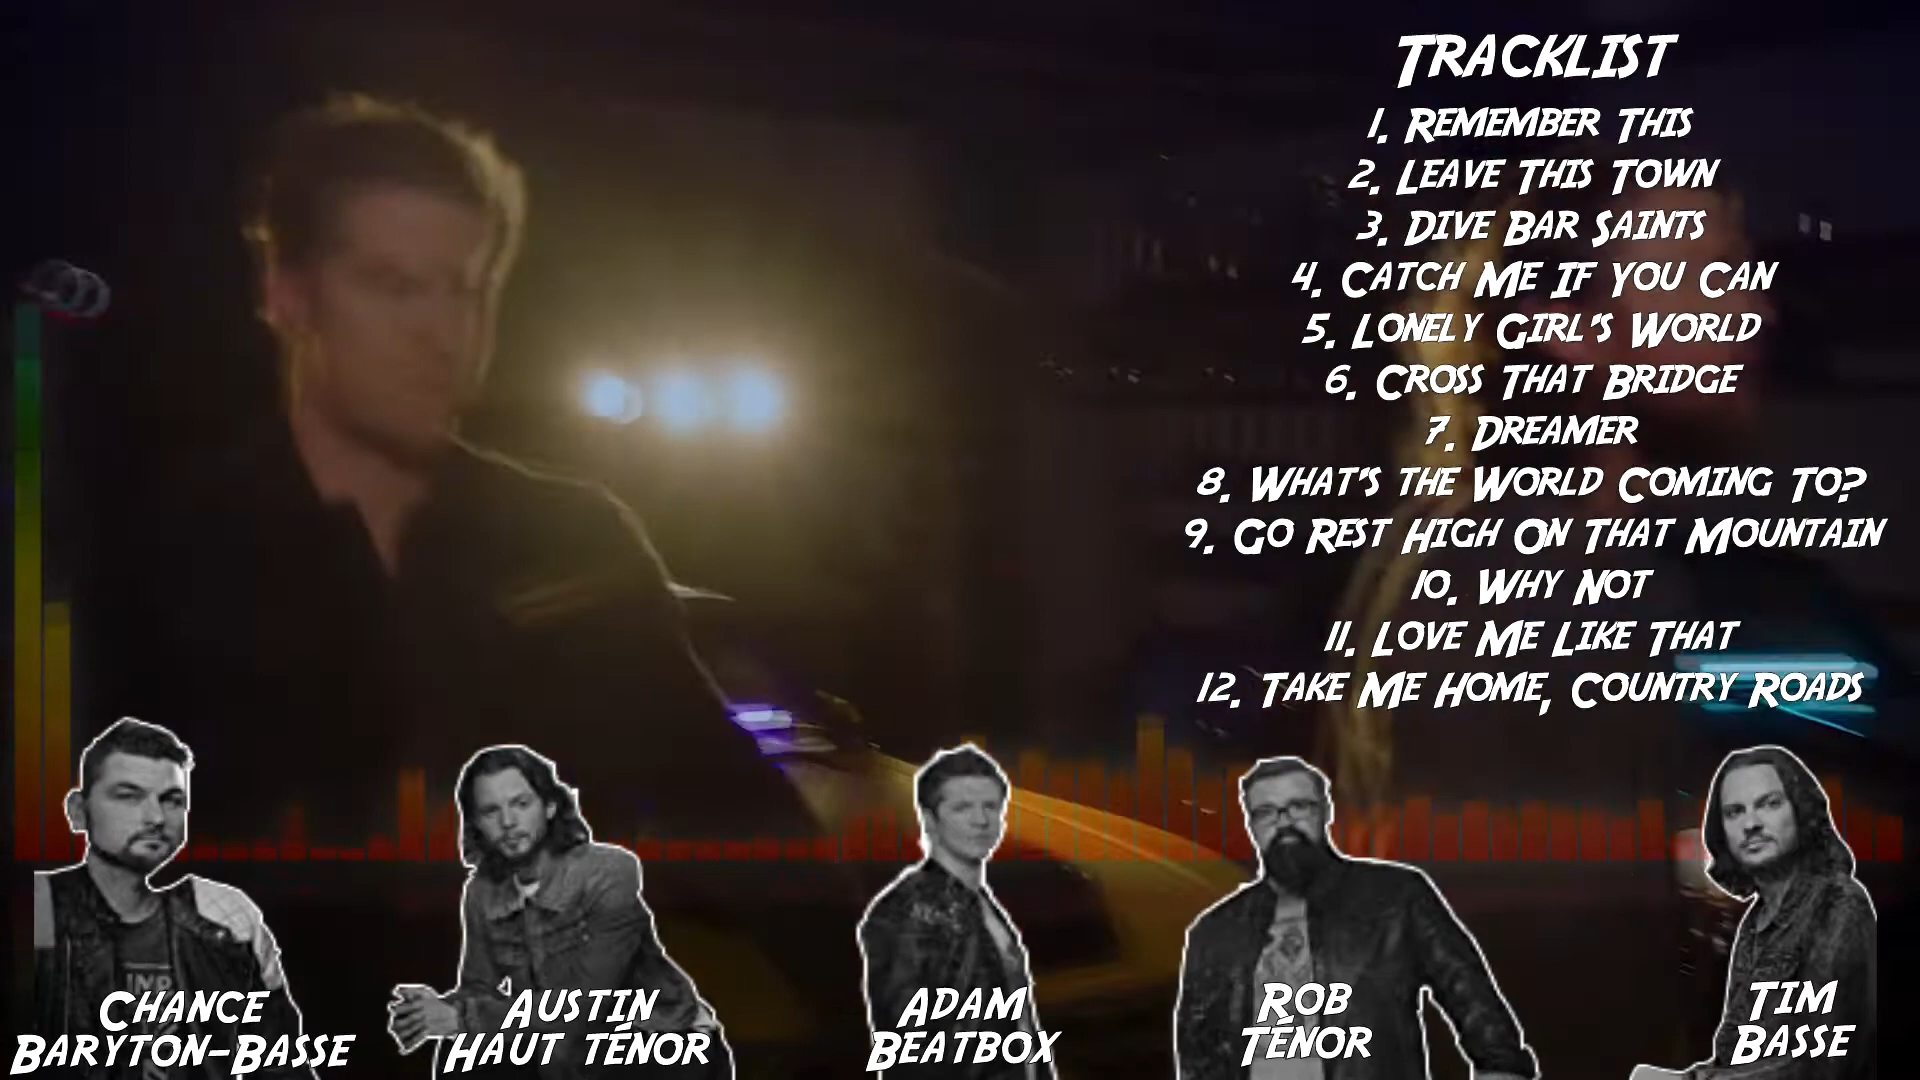 Tracklist
1. Remember This
2. Leave This Town
3. Dive Bar Saints
4. Catch Me If You Can
5. Lonely Girl's World
6. Cross That Bridge
7. Dreamer
8. What's the World Coming To?
9. Go Rest High On That Mountain
10. Why Not
11. Love Me Like That
12. Take Me Home, Country Roads
Chance
Baryton-Basse
Austin
Haut ténor
Adam
Beatbox
Rob
Ténor
Tim
Basse